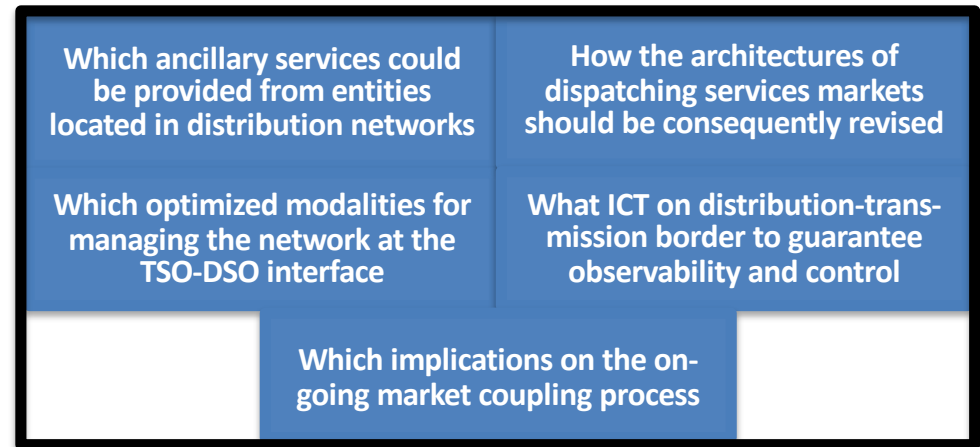 Which ancillary services could
be provided from entities
located in distribution networks
How the architectures of
dispatching services markets
should be consequently revised
Which optimized modalities for
managing the network at the
TSO-DSO interface
What ICT on distribution-trans-
mission border to guarantee
observability and control
Which implications on the on-
going market coupling process